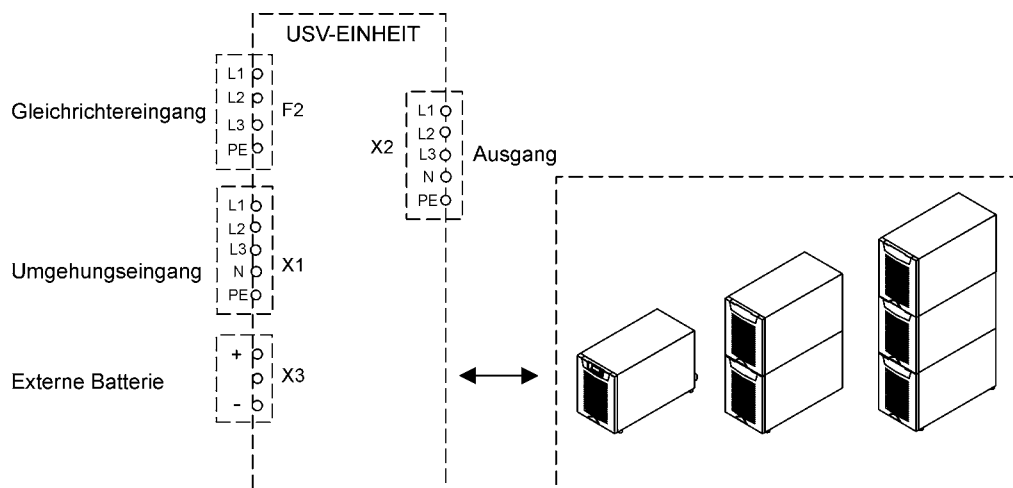 USV-EINHEIT
Gleichrichtereingang
L1
L2
L3
PE
F2
X2
L1
L2
L3
N
PE
Ausgang
Umgehungseingang
L1
L2
L3
N
PE
X1
Externe Batterie
+
-
X3